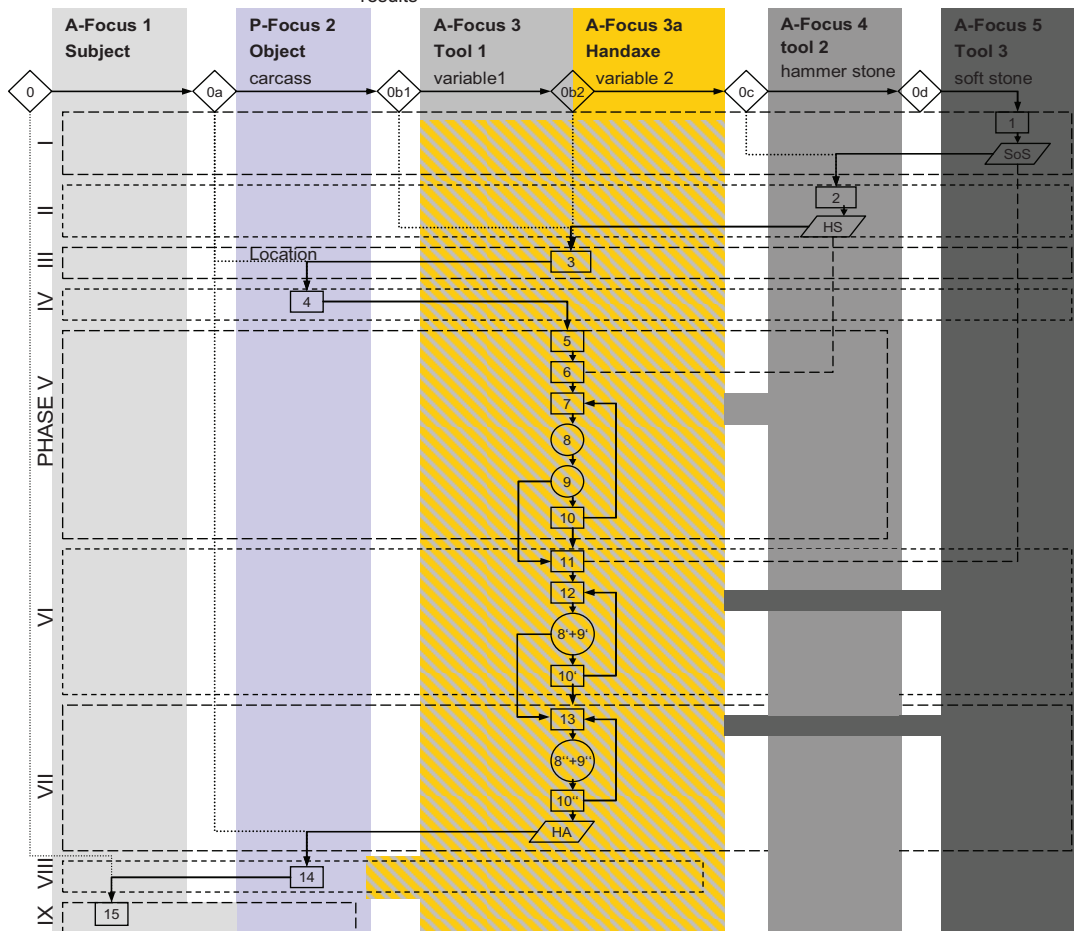 results
A-Focus 1
Subject
P-Focus 2
Object
carcass
A-Focus 3
Tool 1
variable1
A-Focus 3a
Handaxe
variable 2
A-Focus 4
tool 2
hammer stone
A-Focus 5
Tool 3
soft stone
0
0a
0b1
0b2
0c
0d
I
1
SoS
II
2
HS
III
Location
3
IV
4
PHASE V
5
6
7
8
9
10
VI
11
12
8‘+9‘
10‘
VII
13
8“+9“
10“
HA
VIII
14
IX
15